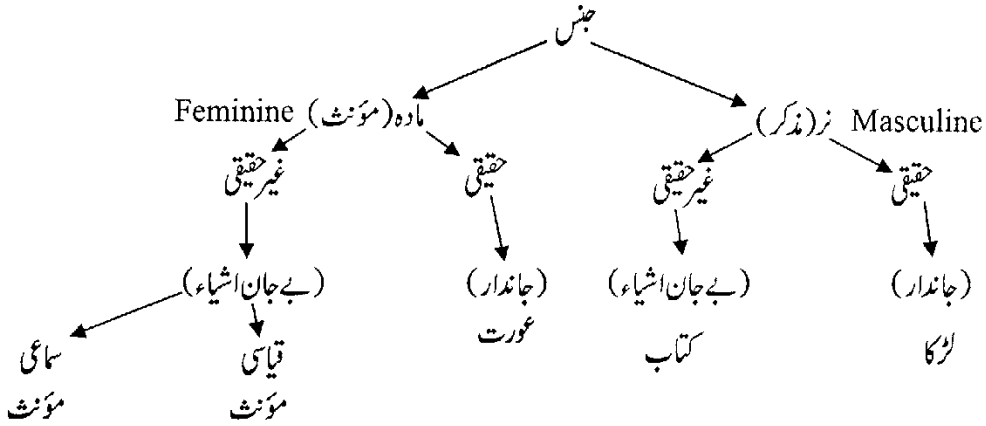 جنس
Masculine نر(مذکر) مادہ(مؤنث) Feminine
حقیقی غیر حقیقی حقیقی غیر حقیقی
(جاندار) (بے جان اشیاء) (جاندار) (بے جان اشیاء)
لڑکا کتاب عورت قیاسی سماعی
مؤنث مؤنث